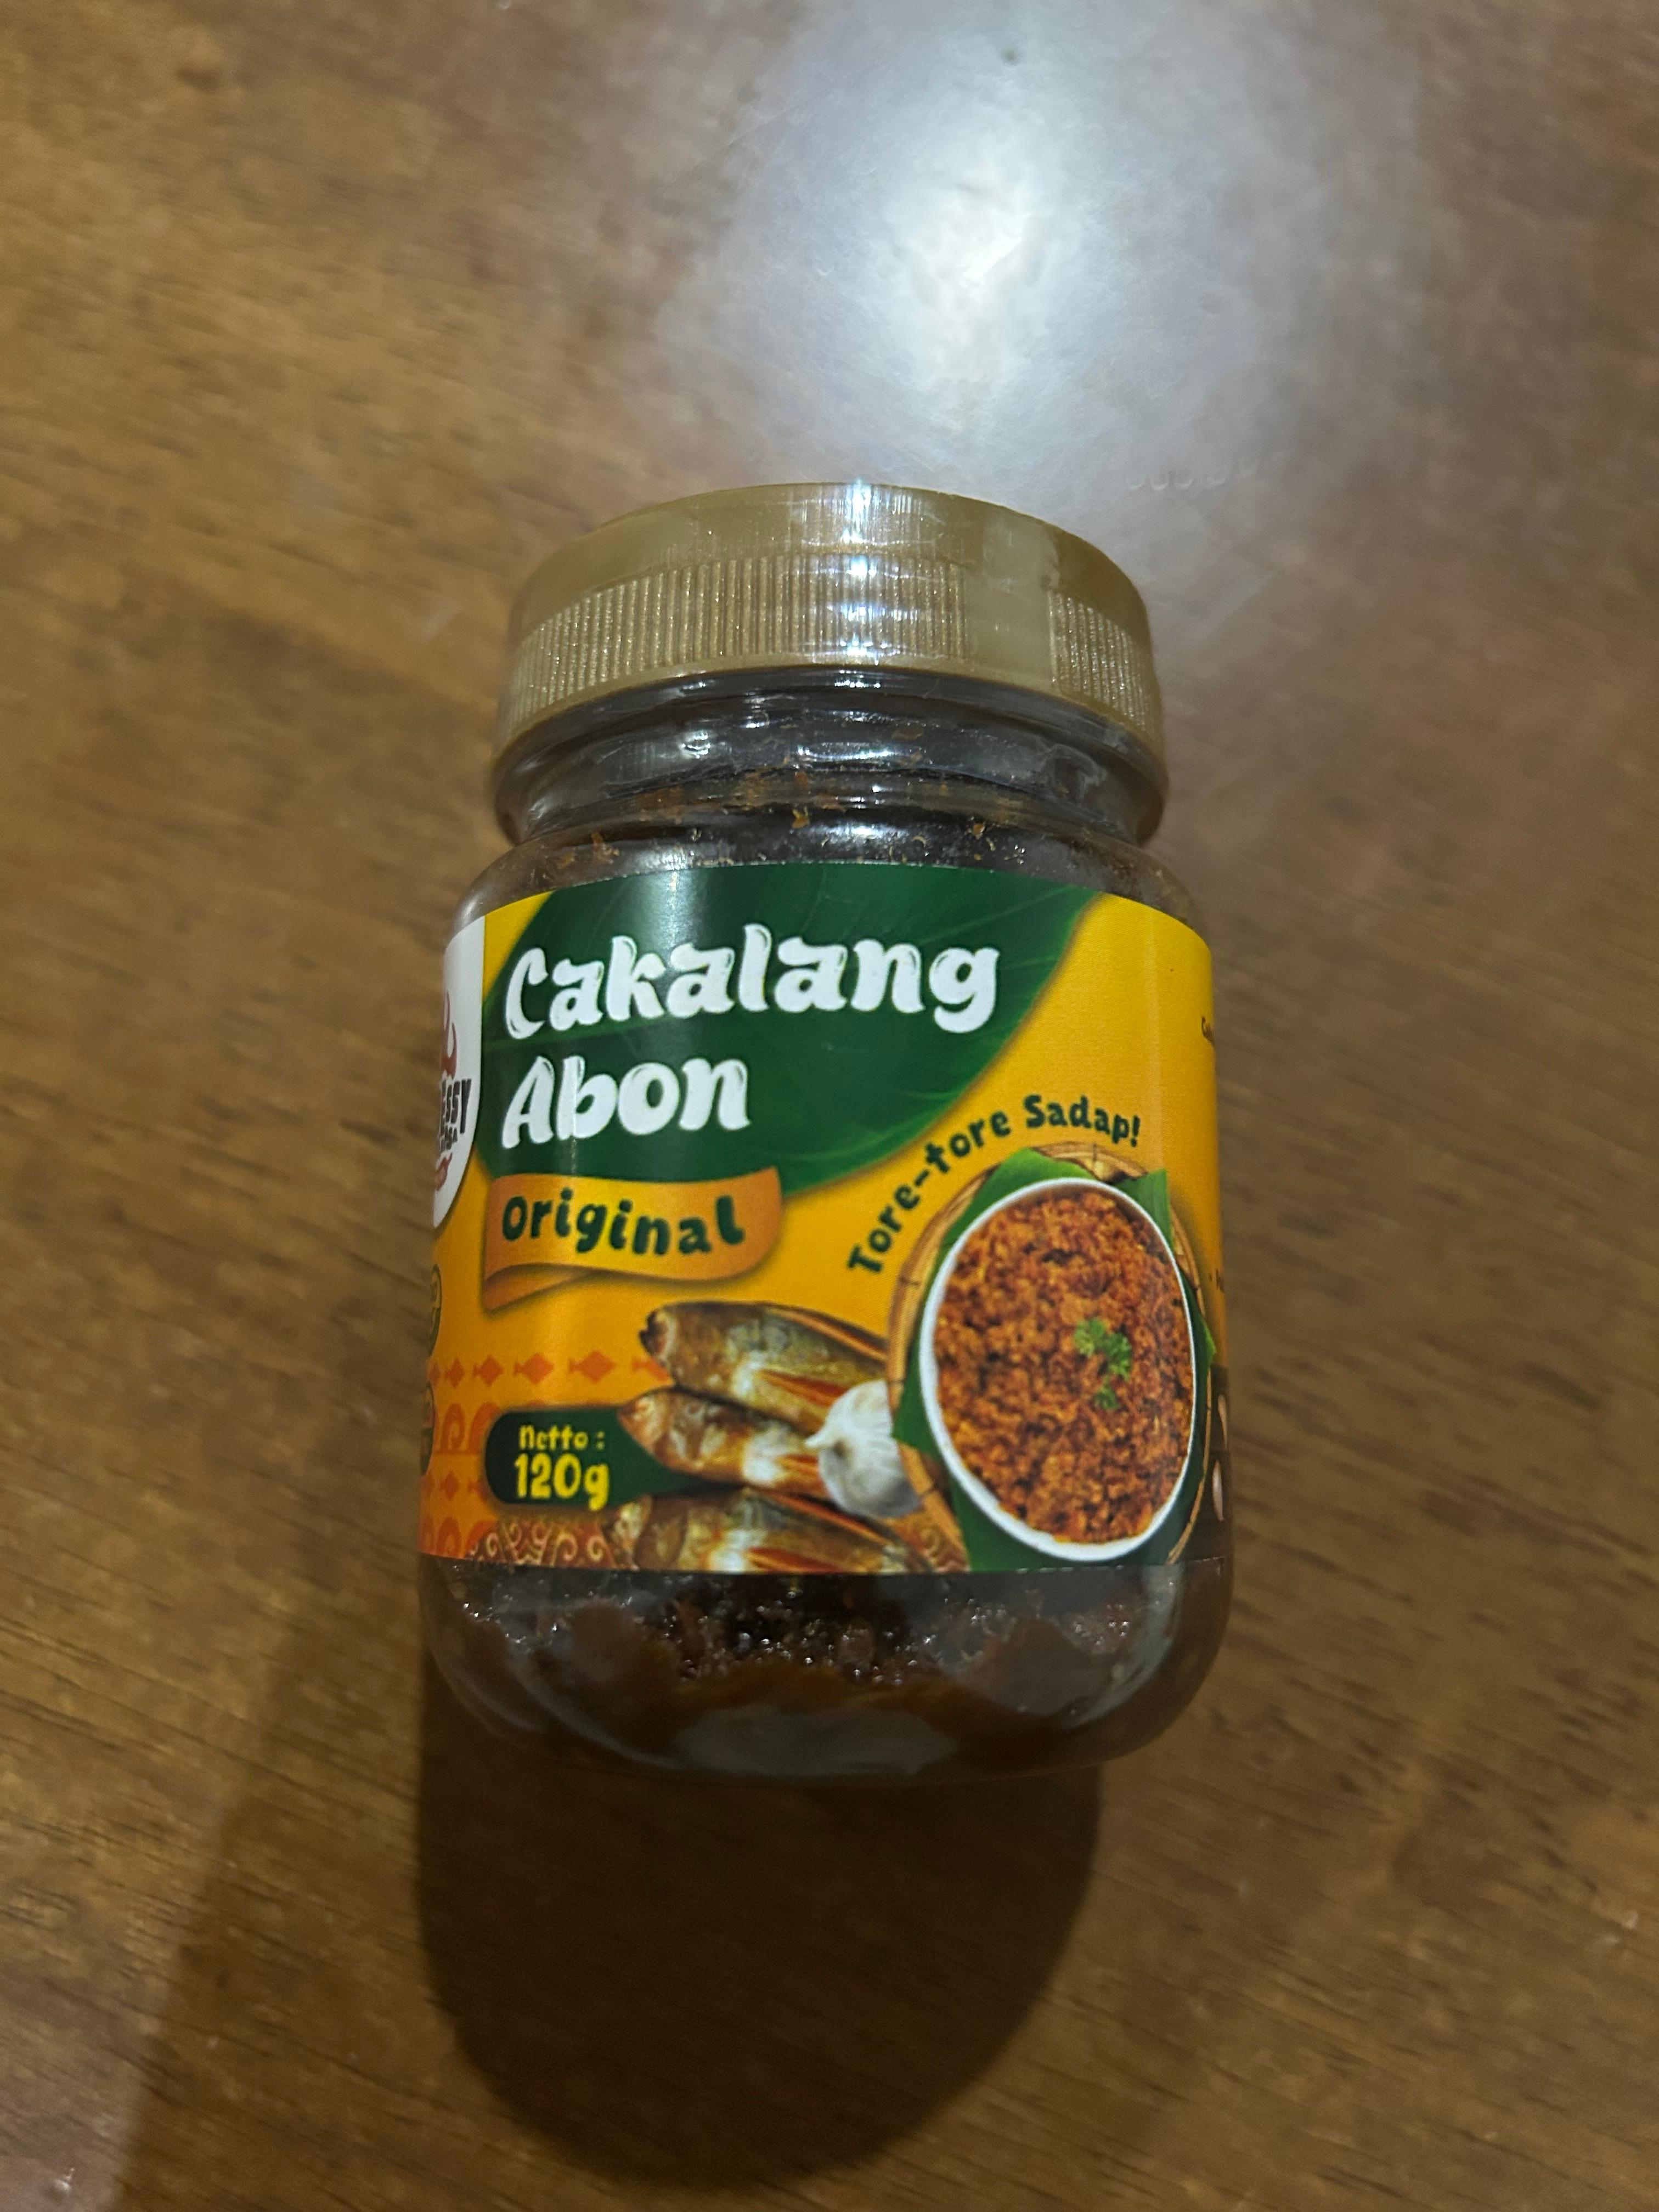 Cakalang
Abon
Original
Tore-tore Sadap!
Netto :
120g